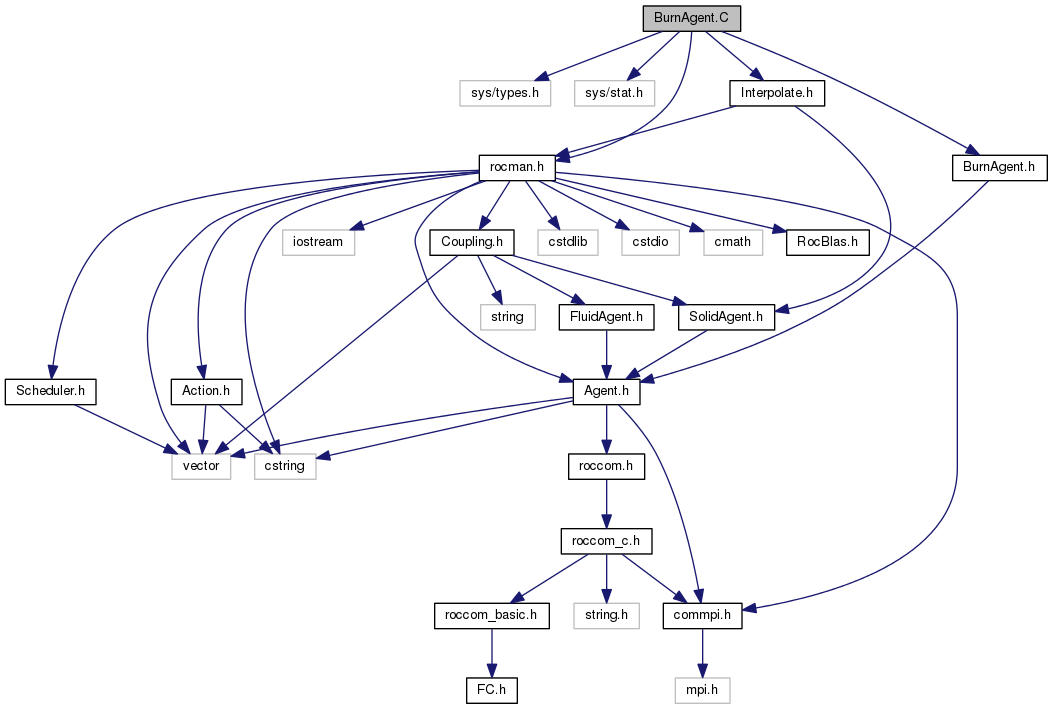 BurnAgent.C
sys/types.h
sys/stat.h
Interpolate.h
rocman.h
BurnAgent.h
iostream
Coupling.h
cstdlib
cstdio
cmath
RocBlas.h
string
FluidAgent.h
SolidAgent.h
Scheduler.h
Action.h
Agent.h
vector
cstring
roccom.h
roccom_c.h
roccom_basic.h
string.h
commpi.h
FC.h
mpi.h